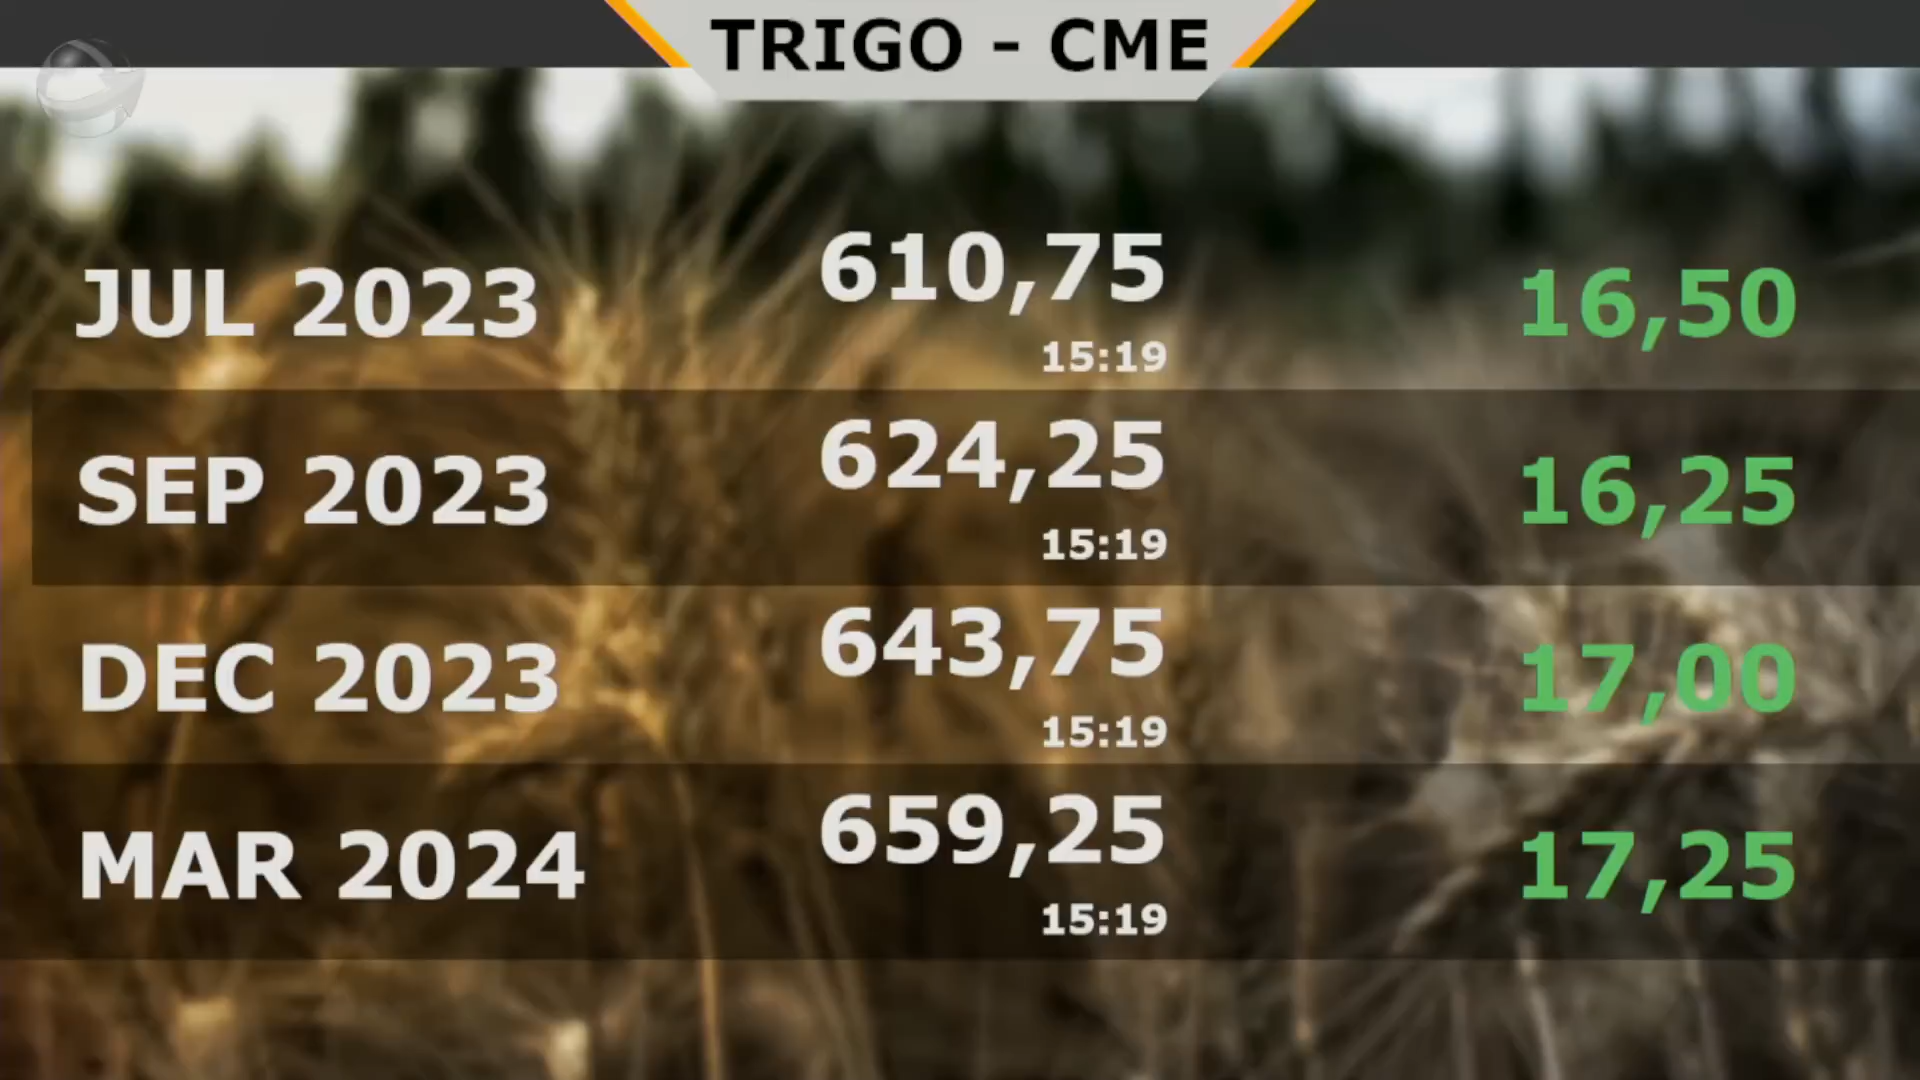 TRIGO - CME
JUL 2023 610,75 16,50
15:19
SEP 2023 624,25 16,25
15:19
DEC 2023 643,75 17,00
15:19
MAR 2024 659,25 17,25
15:19